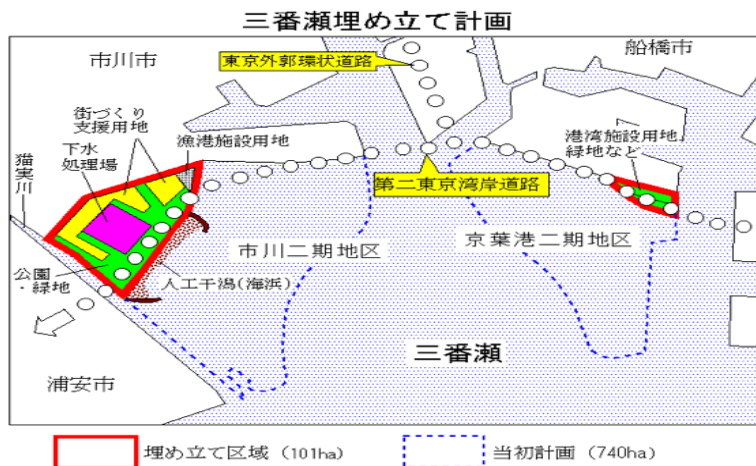 三番瀬埋め立て計画
市川市
船橋市
東京外郭環状道路
街づくり
支援用地
下水
処理場
漁港施設用地
港湾施設用地
緑地など
猫実川
第二東京湾岸道路
市川二期地区
京葉港二期地区
公園
・緑地
人工干潟(海浜)
三番瀬
浦安市
埋め立て区域 (101ha)
当初計画 (740ha)